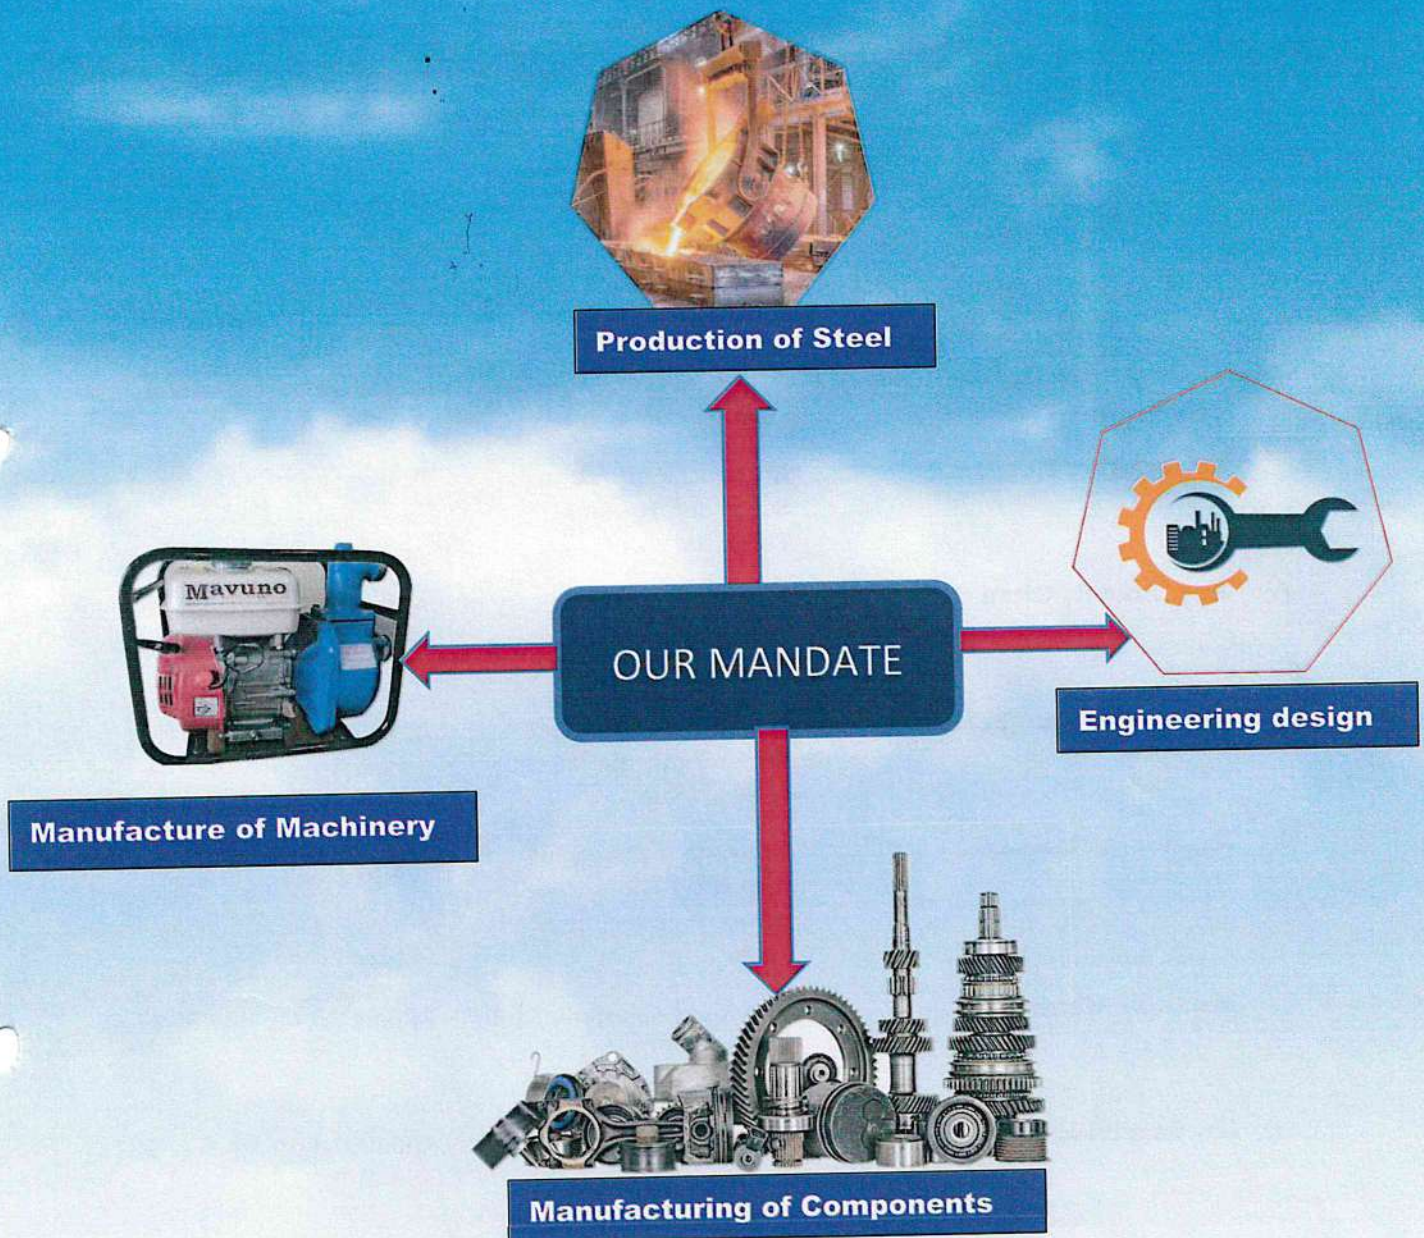 Production of Steel
Mavuno
OUR MANDATE
Engineering design
Manufacture of Machinery
Manufacturing of Components